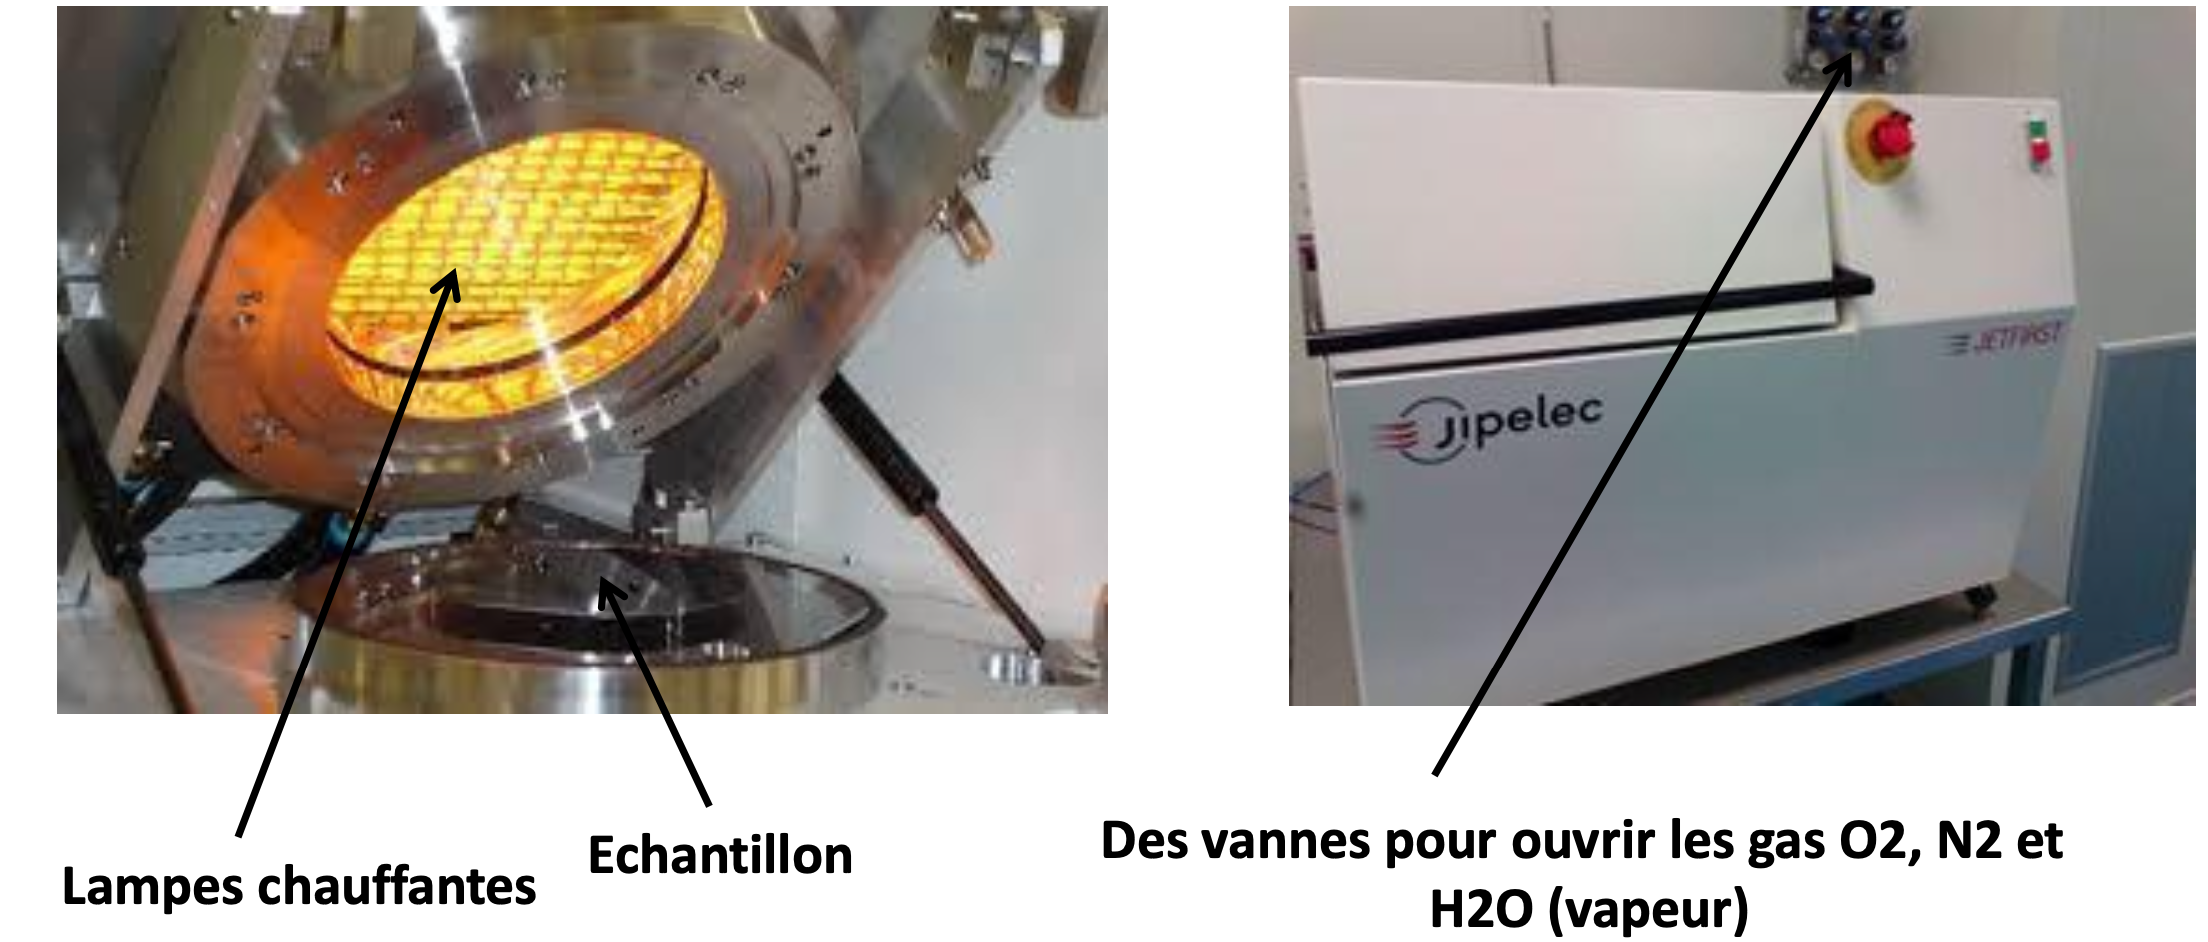 JETFIRST
Jipelec
Lampes chauffantes
Echantillon
Des vannes pour ouvrir les gas O2, N2 et
H2O (vapeur)